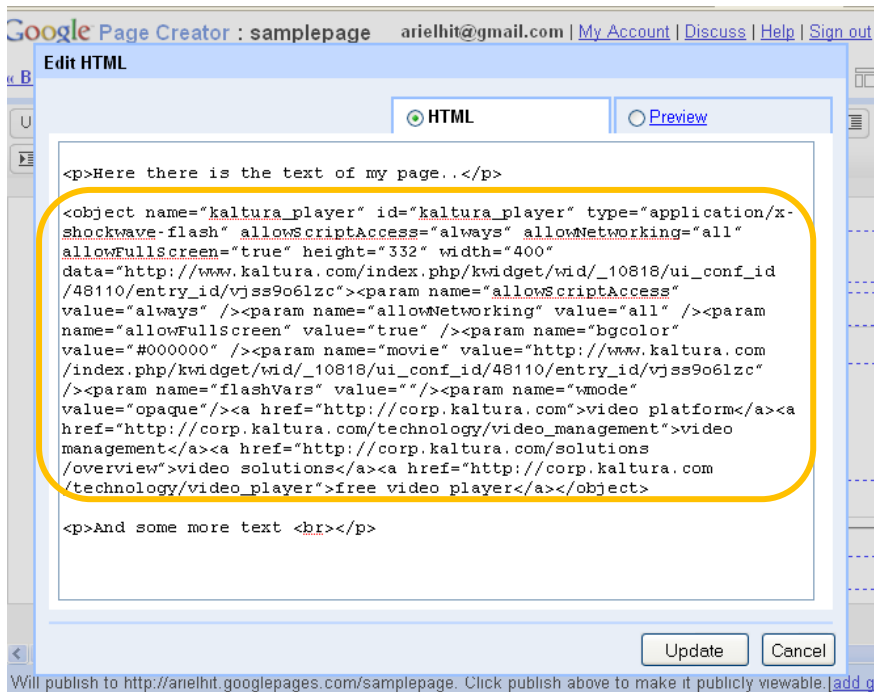 Google Page Creator : samplepage arielhit@gmail.com | My Account | Discuss | Help | Sign out
« B
Edit HTML
U
HTML Preview
<p>Here there is the text of my page..</p>
<object name="kaltura_player" id="kaltura_player" type="application/x-
shockwave-flash" allowScriptAccess="always" allowNetworking="all"
allowFullScreen="true" height="332" width="400"
data="http://www.kaltura.com/index.php/kwidget/wid/_10818/ui_conf_id
/48110/entry_id/vjss9o6lzc"><param name="allowScriptAccess"
value="always" /><param name="allowNetworking" value="all" /><param
name="allowFullScreen" value="true" /><param name="bgcolor"
value="#000000" /><param name="movie" value="http://www.kaltura.com
/index.php/kwidget/wid/_10818/ui_conf_id/48110/entry_id/vjss9o6lzc"
/><param name="flashVars" value=""/><param name="wmode"
value="opaque"/><a href="http://corp.kaltura.com">video platform</a><a
href="http://corp.kaltura.com/technology/video_management">video
management</a><a href="http://corp.kaltura.com/solutions
/overview">video solutions</a><a href="http://corp.kaltura.com
/technology/video_player">free video player</a></object>
<p>And some more text <br></p>
Update Cancel
Will publish to http://arielhit.googlepages.com/samplepage. Click publish above to make it publicly viewable.[add g